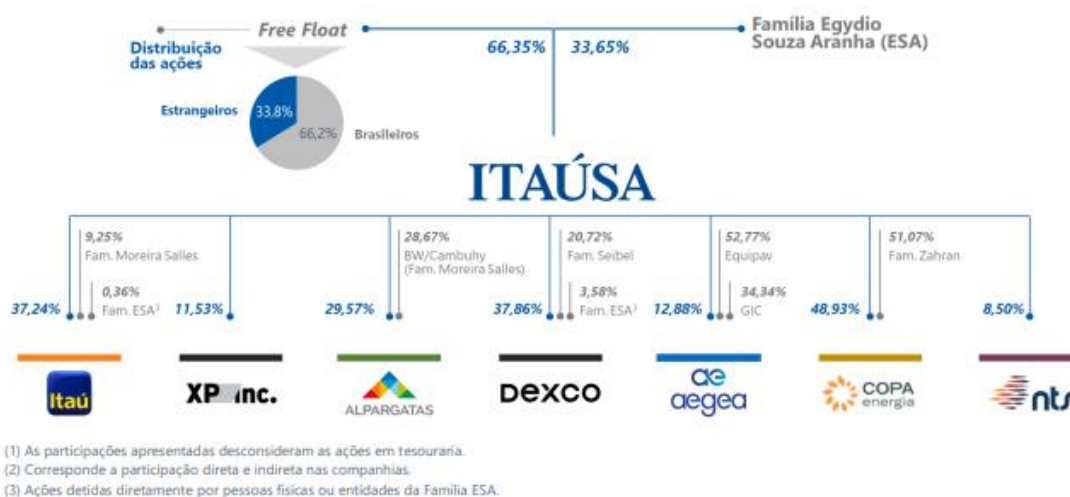 Free Float
Família Egydio
Souza Aranha (ESA)
66,35% 33,65%
Distribuição
das ações
Estrangeiros
33,8%
66,2%
Brasileiros
ITAÚSA
9,25%
Fam. Moreira Salles
0,36%
Fam. ESA³
37,24%
11,53%
28,67%
BW/Cambuhy
(Fam. Moreira Salles)
29,57%
20,72%
Fam. Seibel
3,58%
Fam. ESA³
37,86%
52,77%
Equipav
34,34%
GIC
12,88%
51,07%
Fam. Zahran
48,93%
8,50%
Itaú
XP inc.
ALPARGATAS
DEXCO
ae
aegea
COPA
energia
nts
(1) As participações apresentadas desconsideram as ações em tesouraria.
(2) Corresponde a participação direta e indireta nas companhias.
(3) Ações detidas diretamente por pessoas físicas ou entidades da Família ESA.